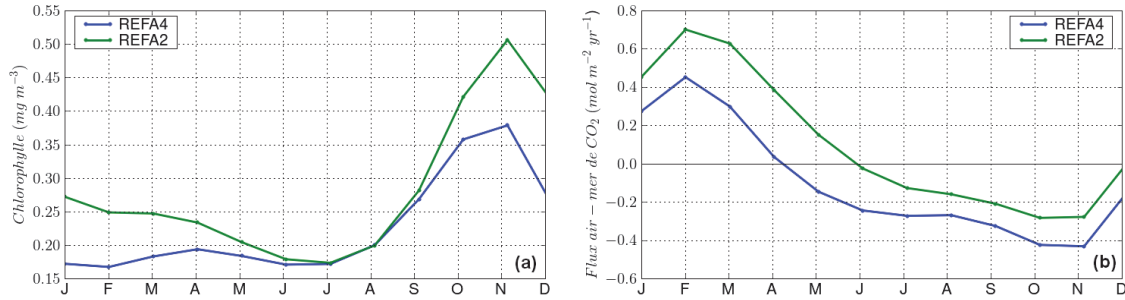 0.55
0.50
0.45
0.40
0.35
0.30
0.25
0.20
0.15
Chlorophylle (mg m⁻³)
REFA4
REFA2
(a)
J F M A M J J A S O N D
0.8
0.6
0.4
0.2
0.0
−0.2
−0.4
−0.6
Flux air − mer de CO₂ (mol m⁻² yr⁻¹)
REFA4
REFA2
(b)
J F M A M J J A S O N D